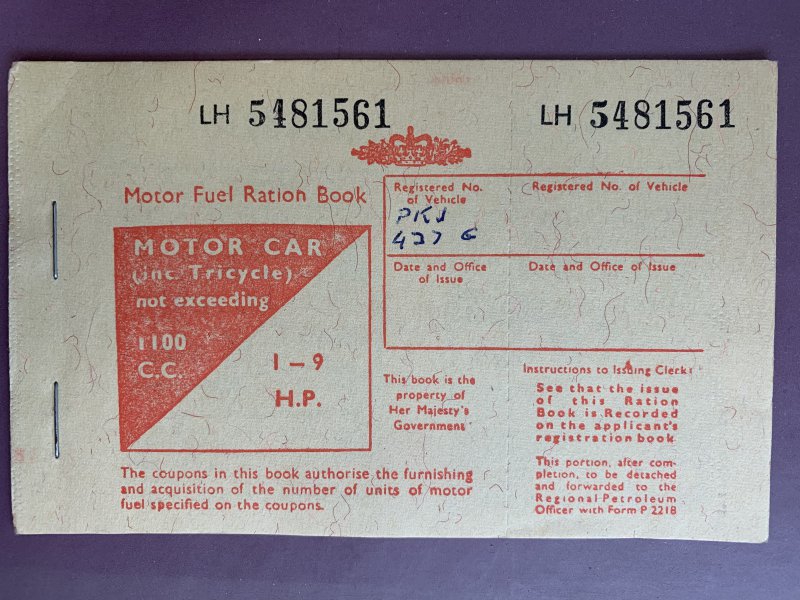 LH 5481561
LH 5481561
Motor Fuel Ration Book
MOTOR CAR
(inc. Tricycle)
not exceeding
1100
C.C.
1 – 9
H.P.
Registered No.
of Vehicle
PKJ
427 G
Date and Office
of Issue
Registered No. of Vehicle
Date and Office of Issue
This book is the
property of
Her Majesty's
Government
Instructions to Issuing Clerk:
See that the issue
of this Ration
Book is Recorded
on the applicant's
registration book
This portion, after com-
pletion, to be detached
and forwarded to the
Regional Petroleum
Officer with Form P 221B
The coupons in this book authorise the furnishing
and acquisition of the number of units of motor
fuel specified on the coupons.